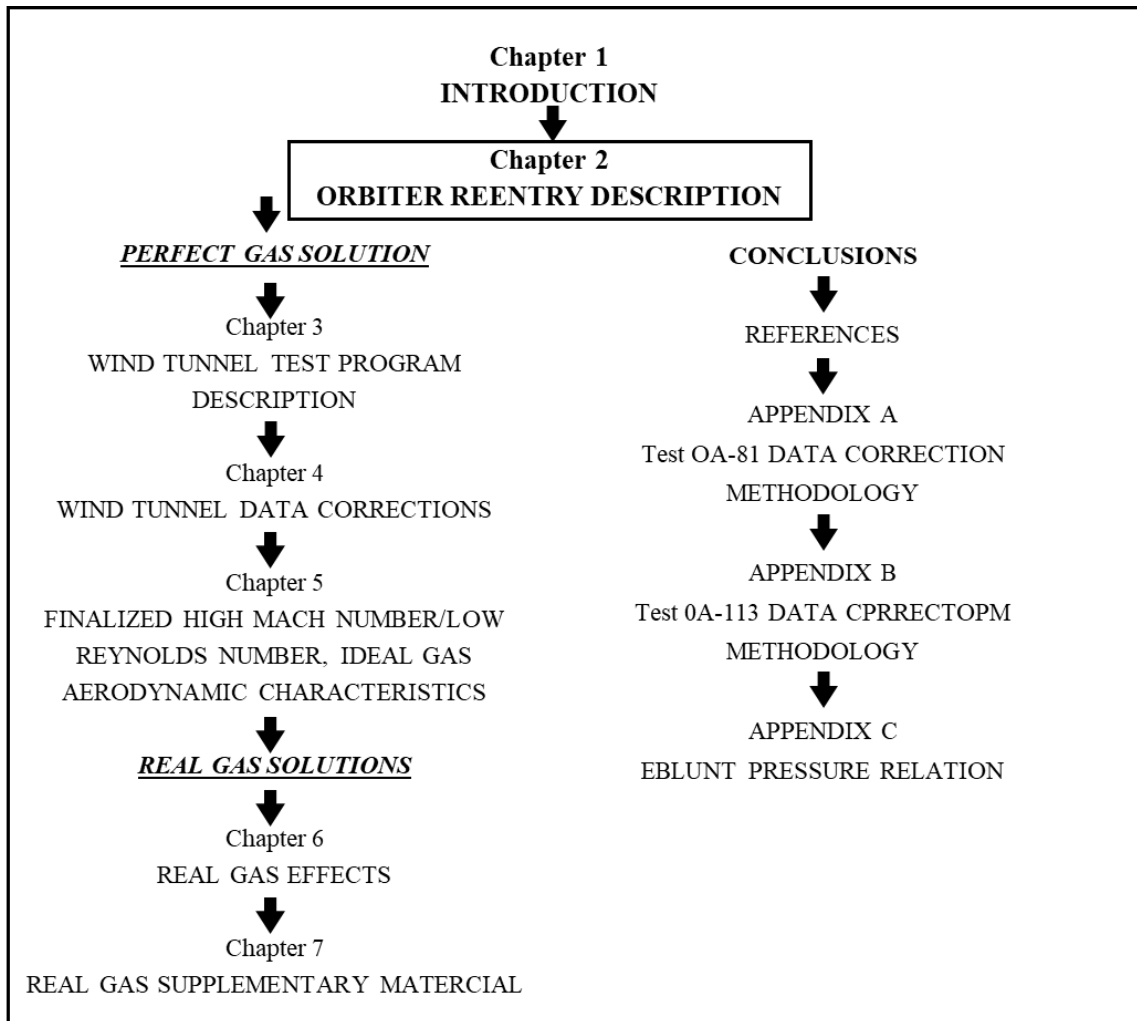 Chapter 1
INTRODUCTION
Chapter 2
ORBITER REENTRY DESCRIPTION
PERFECT GAS SOLUTION
Chapter 3
WIND TUNNEL TEST PROGRAM
DESCRIPTION
Chapter 4
WIND TUNNEL DATA CORRECTIONS
Chapter 5
FINALIZED HIGH MACH NUMBER/LOW
REYNOLDS NUMBER, IDEAL GAS
AERODYNAMIC CHARACTERISTICS
REAL GAS SOLUTIONS
Chapter 6
REAL GAS EFFECTS
Chapter 7
REAL GAS SUPPLEMENTARY MATERCIAL
CONCLUSIONS
REFERENCES
APPENDIX A
Test OA-81 DATA CORRECTION
METHODOLOGY
APPENDIX B
Test 0A-113 DATA CPRRECTOPM
METHODOLOGY
APPENDIX C
EBLUNT PRESSURE RELATION